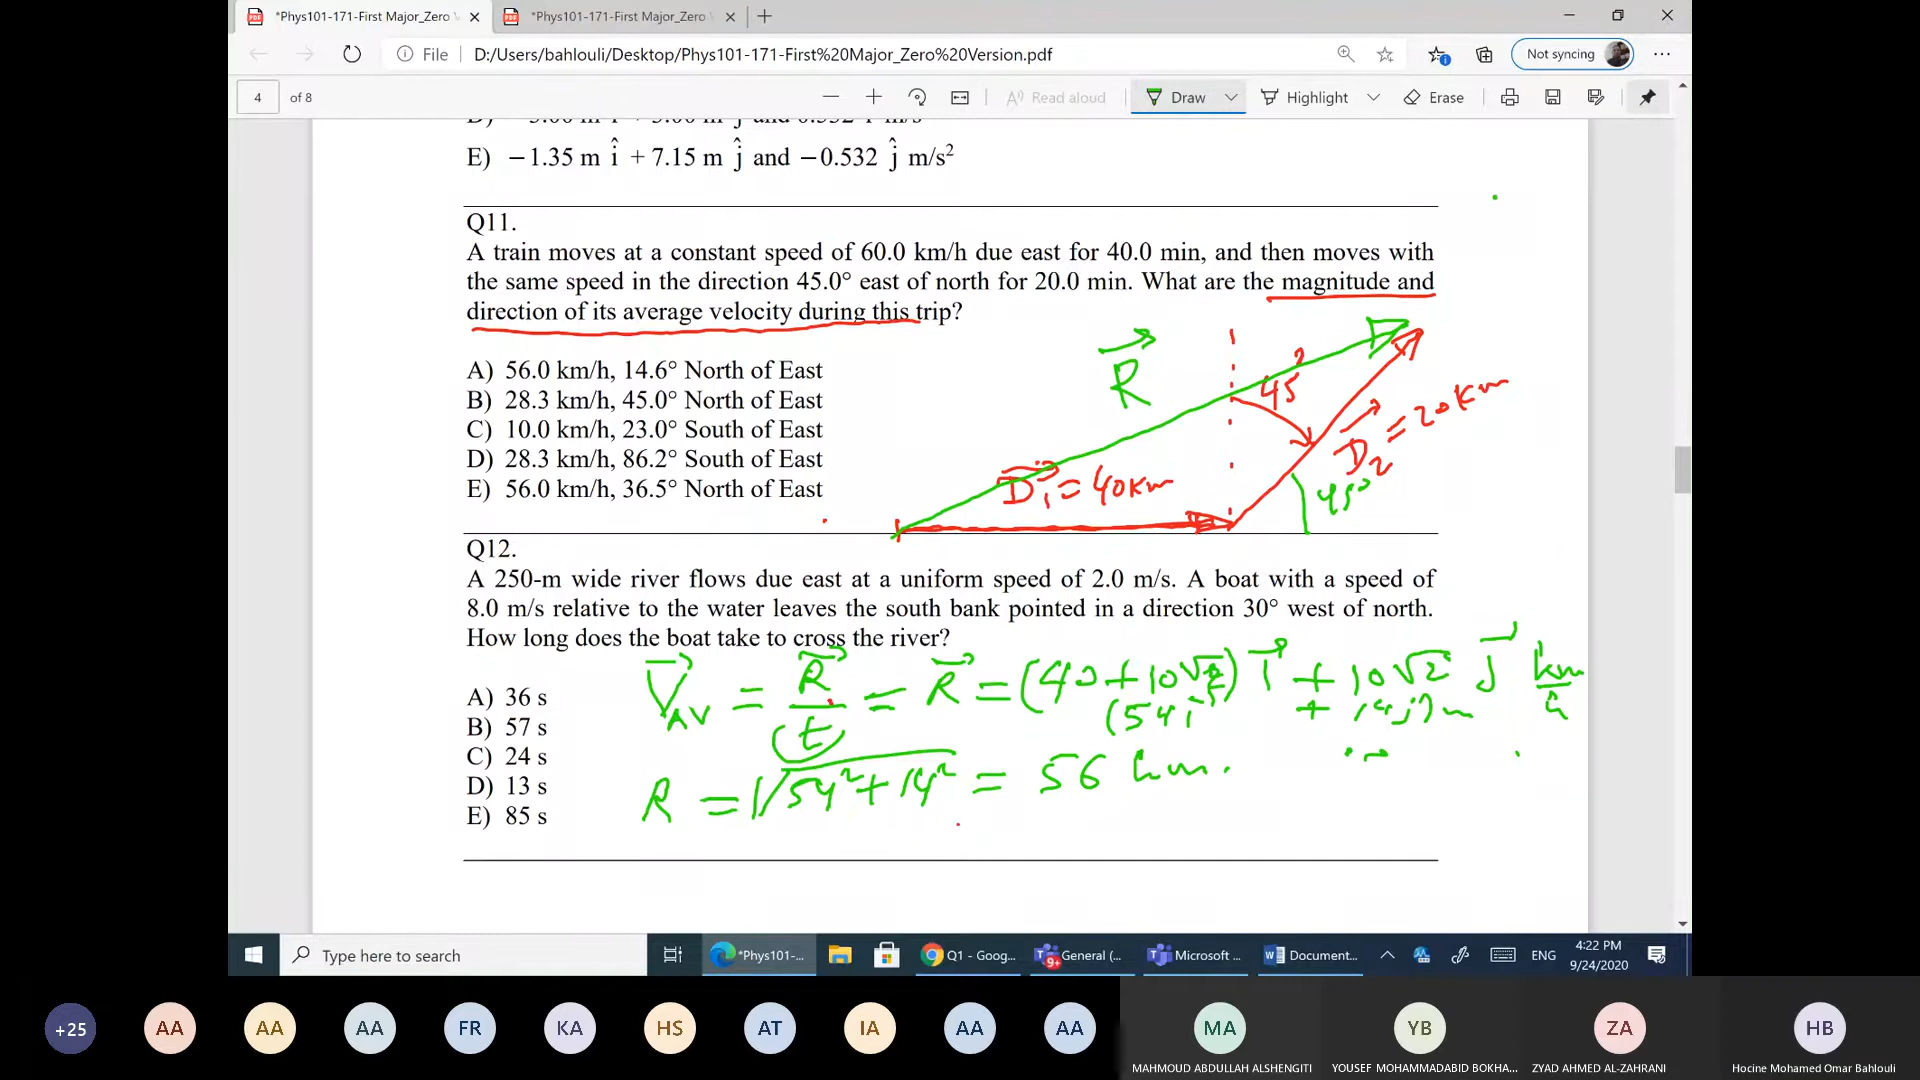 *Phys101-171-First Major_Zero V
*Phys101-171-First Major_Zero
File D:/Users/bahlouli/Desktop/Phys101-171-First%20Major_Zero%20Version.pdf
Not syncing
4 of 8
Read aloud
Draw
Highlight
Erase
E) −1.35 m î + 7.15 m ĵ and −0.532 ĵ m/s²
Q11.
A train moves at a constant speed of 60.0 km/h due east for 40.0 min, and then moves with
the same speed in the direction 45.0° east of north for 20.0 min. What are the magnitude and
direction of its average velocity during this trip?
A) 56.0 km/h, 14.6° North of East
B) 28.3 km/h, 45.0° North of East
C) 10.0 km/h, 23.0° South of East
D) 28.3 km/h, 86.2° South of East
E) 56.0 km/h, 36.5° North of East
R
45°
D₁ = 40 Km
D₂ = 20 Km
45°
Q12.
A 250-m wide river flows due east at a uniform speed of 2.0 m/s. A boat with a speed of
8.0 m/s relative to the water leaves the south bank pointed in a direction 30° west of north.
How long does the boat take to cross the river?
A) 36 s
B) 57 s
C) 24 s
D) 13 s
E) 85 s
V AV = R/(t) = R = (40 + 10√2) i + 10√2 j km/h
(54 i + 14 j)
R = √54² + 14² = 56 km.
Type here to search
*Phys101-...
Q1 - Goog...
9+
General (...
Microsoft ...
Document...
ENG
4:22 PM
9/24/2020
+25
AA
AA
AA
FR
KA
HS
AT
IA
AA
AA
MA
YB
ZA
HB
MAHMOUD ABDULLAH ALSHENGITI
YOUSEF MOHAMMADABID BOKHA...
ZYAD AHMED AL-ZAHRANI
Hocine Mohamed Omar Bahlouli